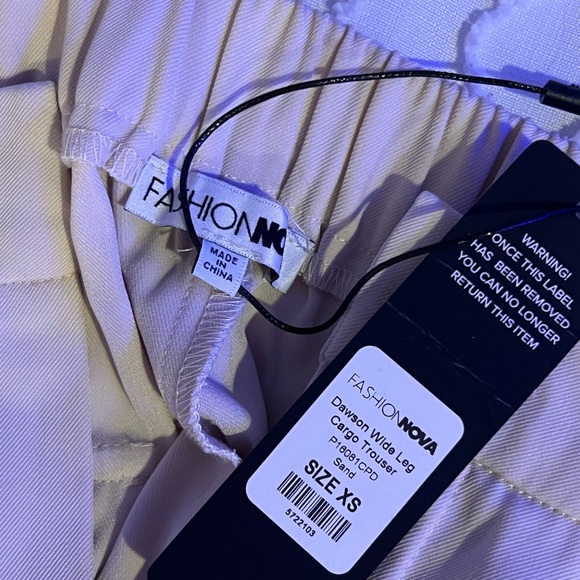 FASHIONNO
MADE
IN
CHINA
WARNING!
ONCE THIS LABEL
HAS BEEN REMOVED
YOU CAN NO LONGER
RETURN THIS ITEM
FASHIONNOVA
Dawson Wide Leg
Cargo Trouser
P18081CPD
Sand
SIZE XS
5722103